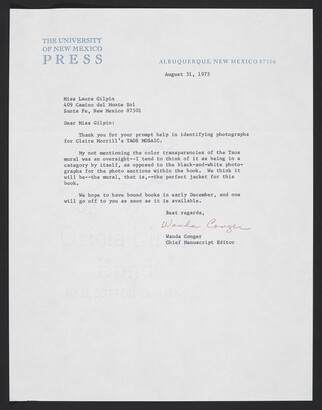 THE UNIVERSITY
OF NEW MEXICO
PRESS
ALBUQUERQUE, NEW MEXICO 87106
August 31, 1973
Miss Laura Gilpin
409 Camino del Monte Sol
Santa Fe, New Mexico 87501
Dear Miss Gilpin:
Thank you for your prompt help in identifying photographs
for Claire Morrill's TAOS MOSAIC.
My not mentioning the color transparencies of the Taos
mural was an oversight--I tend to think of it as being in a
category by itself, as opposed to the black-and-white photo-
graphs for the photo sections within the book. We think it
will be--the mural, that is,--the perfect jacket for this
book.
We hope to have bound books in early December, and one
will go off to you as soon as it is available.
Best regards,
Wanda Conger
Wanda Conger
Chief Manuscript Editor